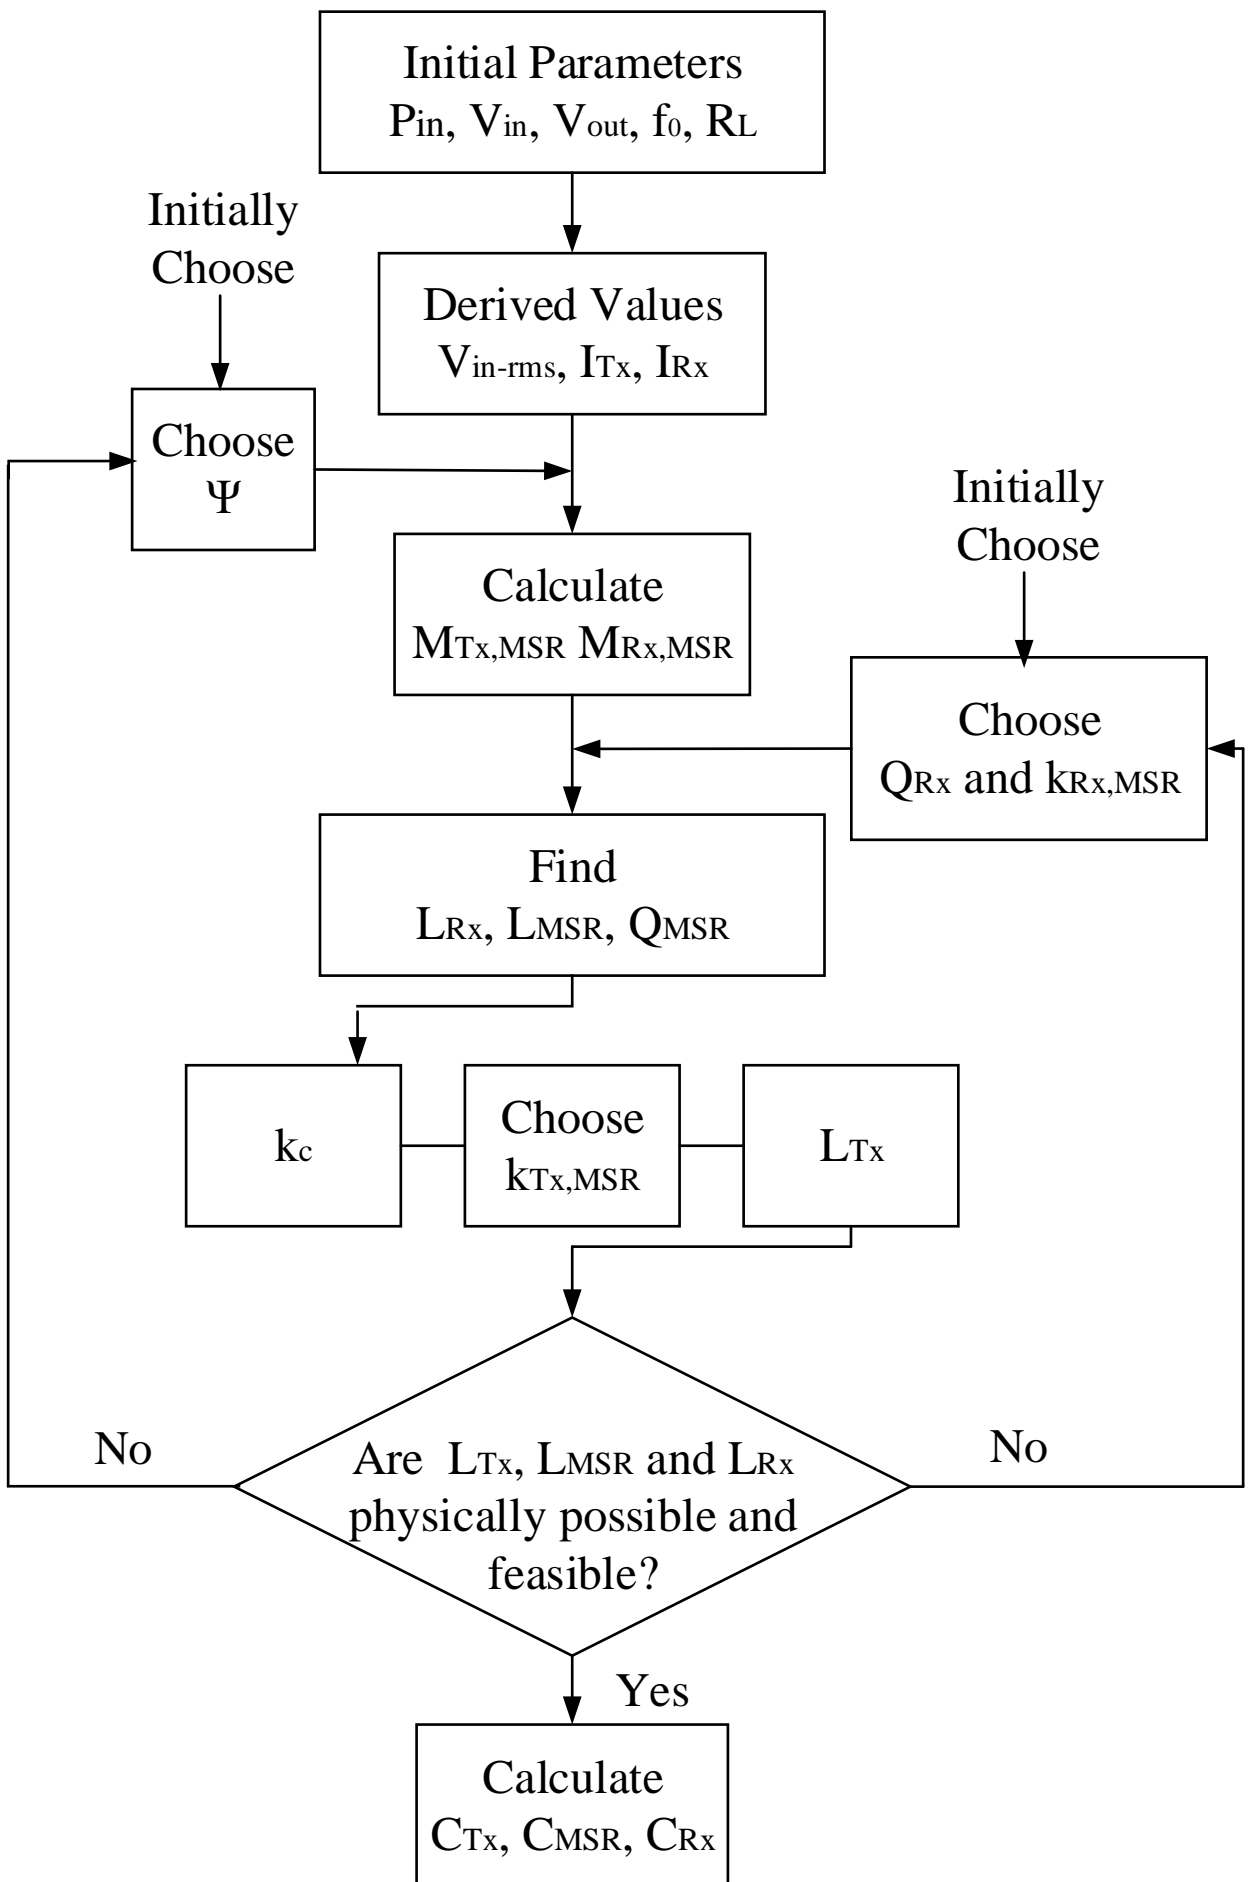 Initial Parameters
Pin, Vin, Vout, f0, RL
Initially
Choose
Derived Values
Vin-rms, ITx, IRx
Choose
Ψ
Initially
Choose
Calculate
MTx,MSR MRx,MSR
Choose
QRx and kRx,MSR
Find
LRx, LMSR, QMSR
kc
Choose
kTx,MSR
LTx
No
No
Are LTx, LMSR and LRx
physically possible and
feasible?
Yes
Calculate
CTx, CMSR, CRx